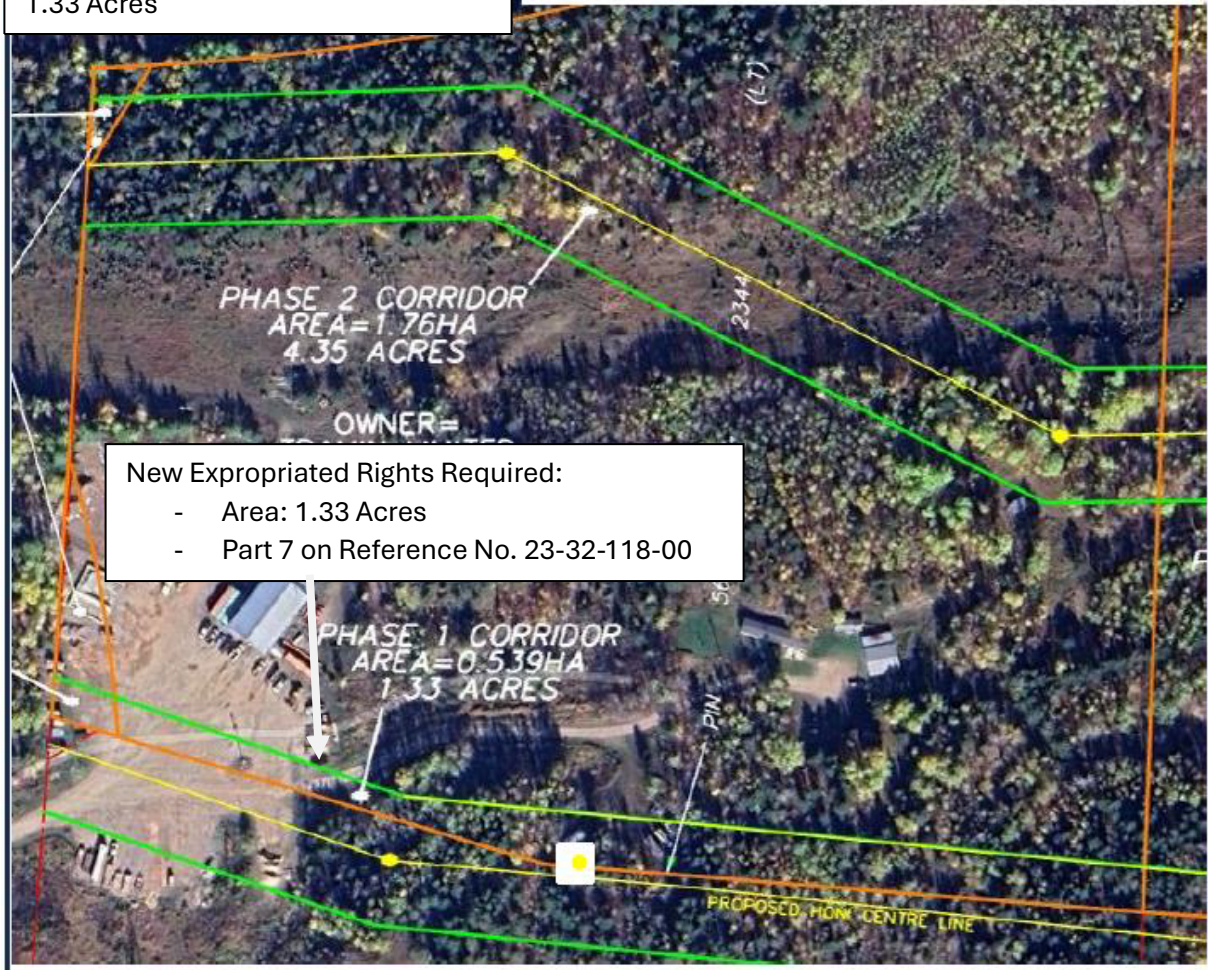 1.33 Acres
(LT)
2344
PHASE 2 CORRIDOR
AREA=1.76HA
4.35 ACRES
OWNER=
New Expropriated Rights Required:
- Area: 1.33 Acres
- Part 7 on Reference No. 23-32-118-00
PHASE 1 CORRIDOR
AREA=0.539HA
1.33 ACRES
PIN
PROPOSED HONI CENTRE LINE